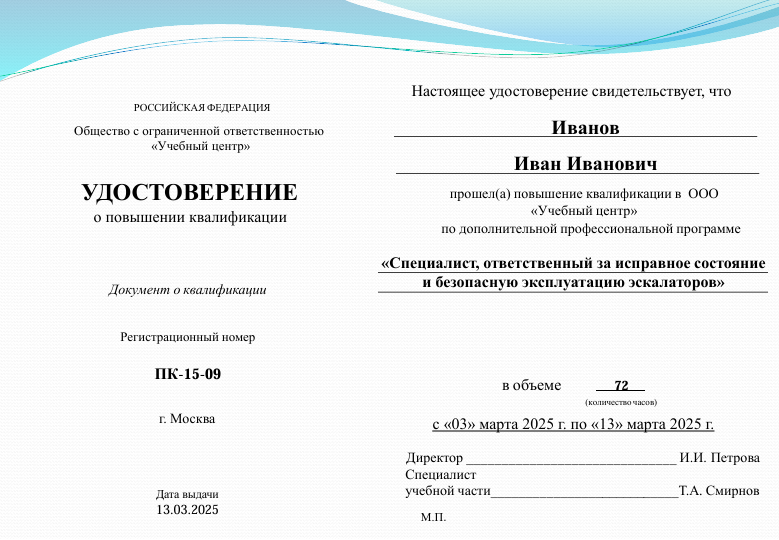 РОССИЙСКАЯ ФЕДЕРАЦИЯ
Общество с ограниченной ответственностью
«Учебный центр»
УДОСТОВЕРЕНИЕ
о повышении квалификации
Документ о квалификации
Регистрационный номер
ПК-15-09
г. Москва
Дата выдачи
13.03.2025
Настоящее удостоверение свидетельствует, что
Иванов
Иван Иванович
прошел(а) повышение квалификации в ООО
«Учебный центр»
по дополнительной профессиональной программе
«Специалист, ответственный за исправное состояние
и безопасную эксплуатацию эскалаторов»
в объеме 72
(количество часов)
с «03» марта 2025 г. по «13» марта 2025 г.
Директор ______________________________ И.И. Петрова
Специалист
учебной части___________________________Т.А. Смирнов
М.П.